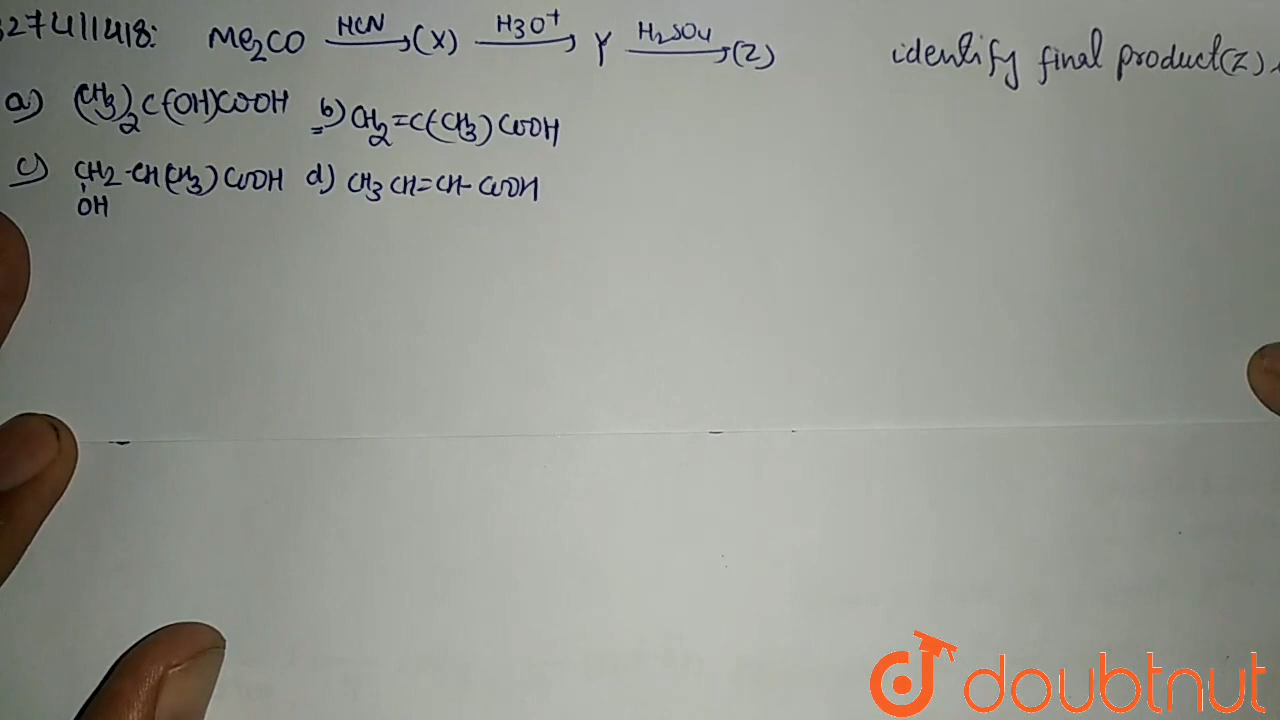 327411418: Me2CO HCN (X) H3O+ Y H2SO4 (Z) identify final product(Z).
a) (CH3)2C(OH)COOH b) CH2=C(CH3)COOH
c) CH2-CH(CH3)COOH d) CH3CH=CH-COOH
OH
doubtnut